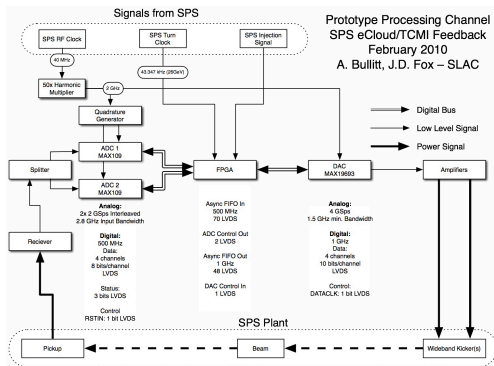 Signals from SPS
Prototype Processing Channel
SPS eCloud/TCMI Feedback
February 2010
A. Bullitt, J.D. Fox – SLAC
SPS RF Clock
SPS Turn
Clock
SPS Injection
Signal
40 MHz
43.347 kHz (26GeV)
50x Harmonic
Multiplier
2 GHz
Quadrature
Generator
Digital Bus
Low Level Signal
Power Signal
ADC 1
MAX109
Splitter
ADC 2
MAX109
FPGA
DAC
MAX19693
Amplifiers
Analog:
2x 2 GSps Interleaved
2.8 GHz Input Bandwidth
Digital:
500 MHz
Data:
4 channels
8 bits/channel
LVDS
Status:
3 bits LVDS
Control
RSTIN: 1 bit LVDS
Async FIFO In
500 MHz
70 LVDS
ADC Control Out
2 LVDS
Async FIFO Out
1 GHz
48 LVDS
DAC Control In
1 LVDS
Analog:
4 GSps
1.5 GHz min. Bandwidth
Digital:
1 GHz
Data:
4 channels
10 bits/channel
LVDS
Control:
DATACLK: 1 bit LVDS
Reciever
SPS Plant
Pickup
Beam
Wideband Kicker(s)